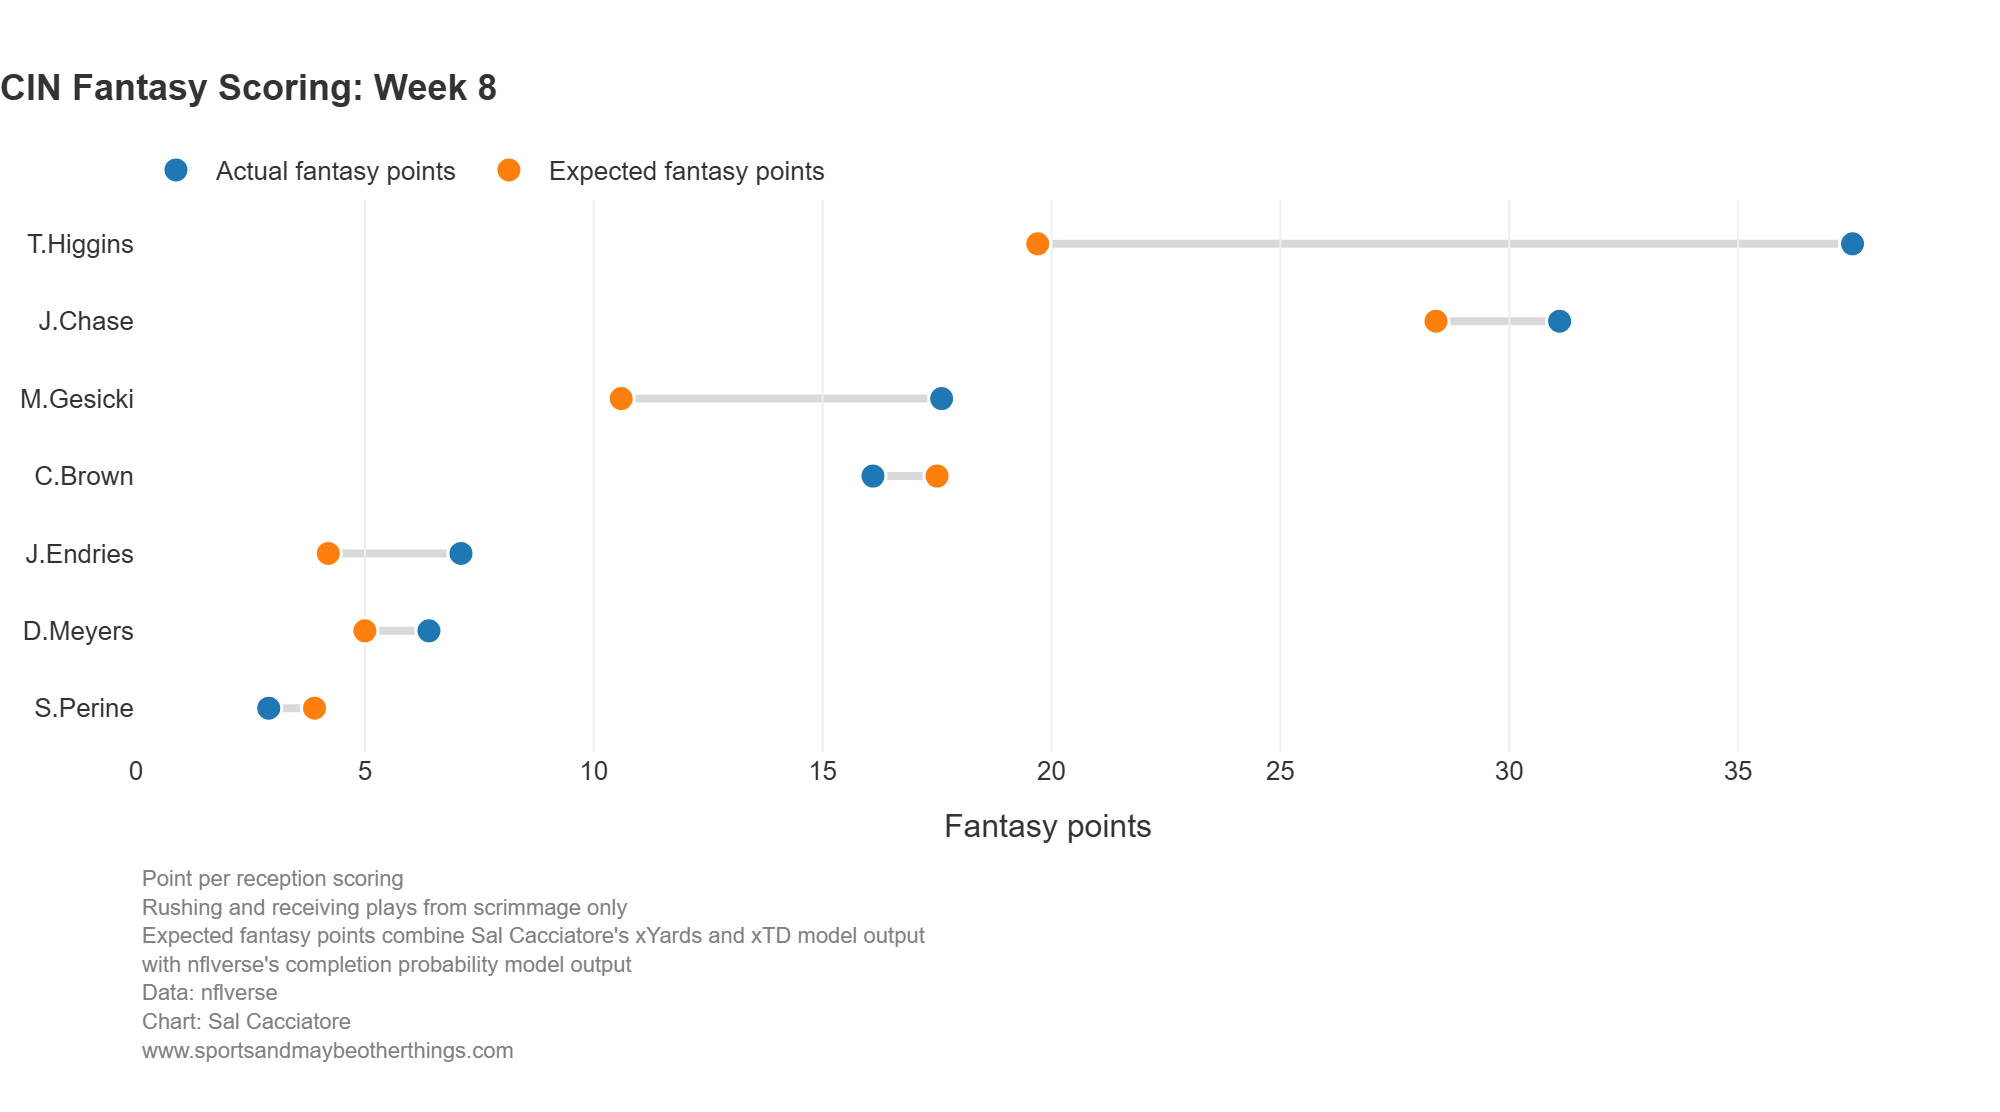 CIN Fantasy Scoring: Week 8
Actual fantasy points
Expected fantasy points
T.Higgins
J.Chase
M.Gesicki
C.Brown
J.Endries
D.Meyers
S.Perine
0 5 10 15 20 25 30 35
Fantasy points
Point per reception scoring
Rushing and receiving plays from scrimmage only
Expected fantasy points combine Sal Cacciatore's xYards and xTD model output
with nflverse's completion probability model output
Data: nflverse
Chart: Sal Cacciatore
www.sportsandmaybeotherthings.com